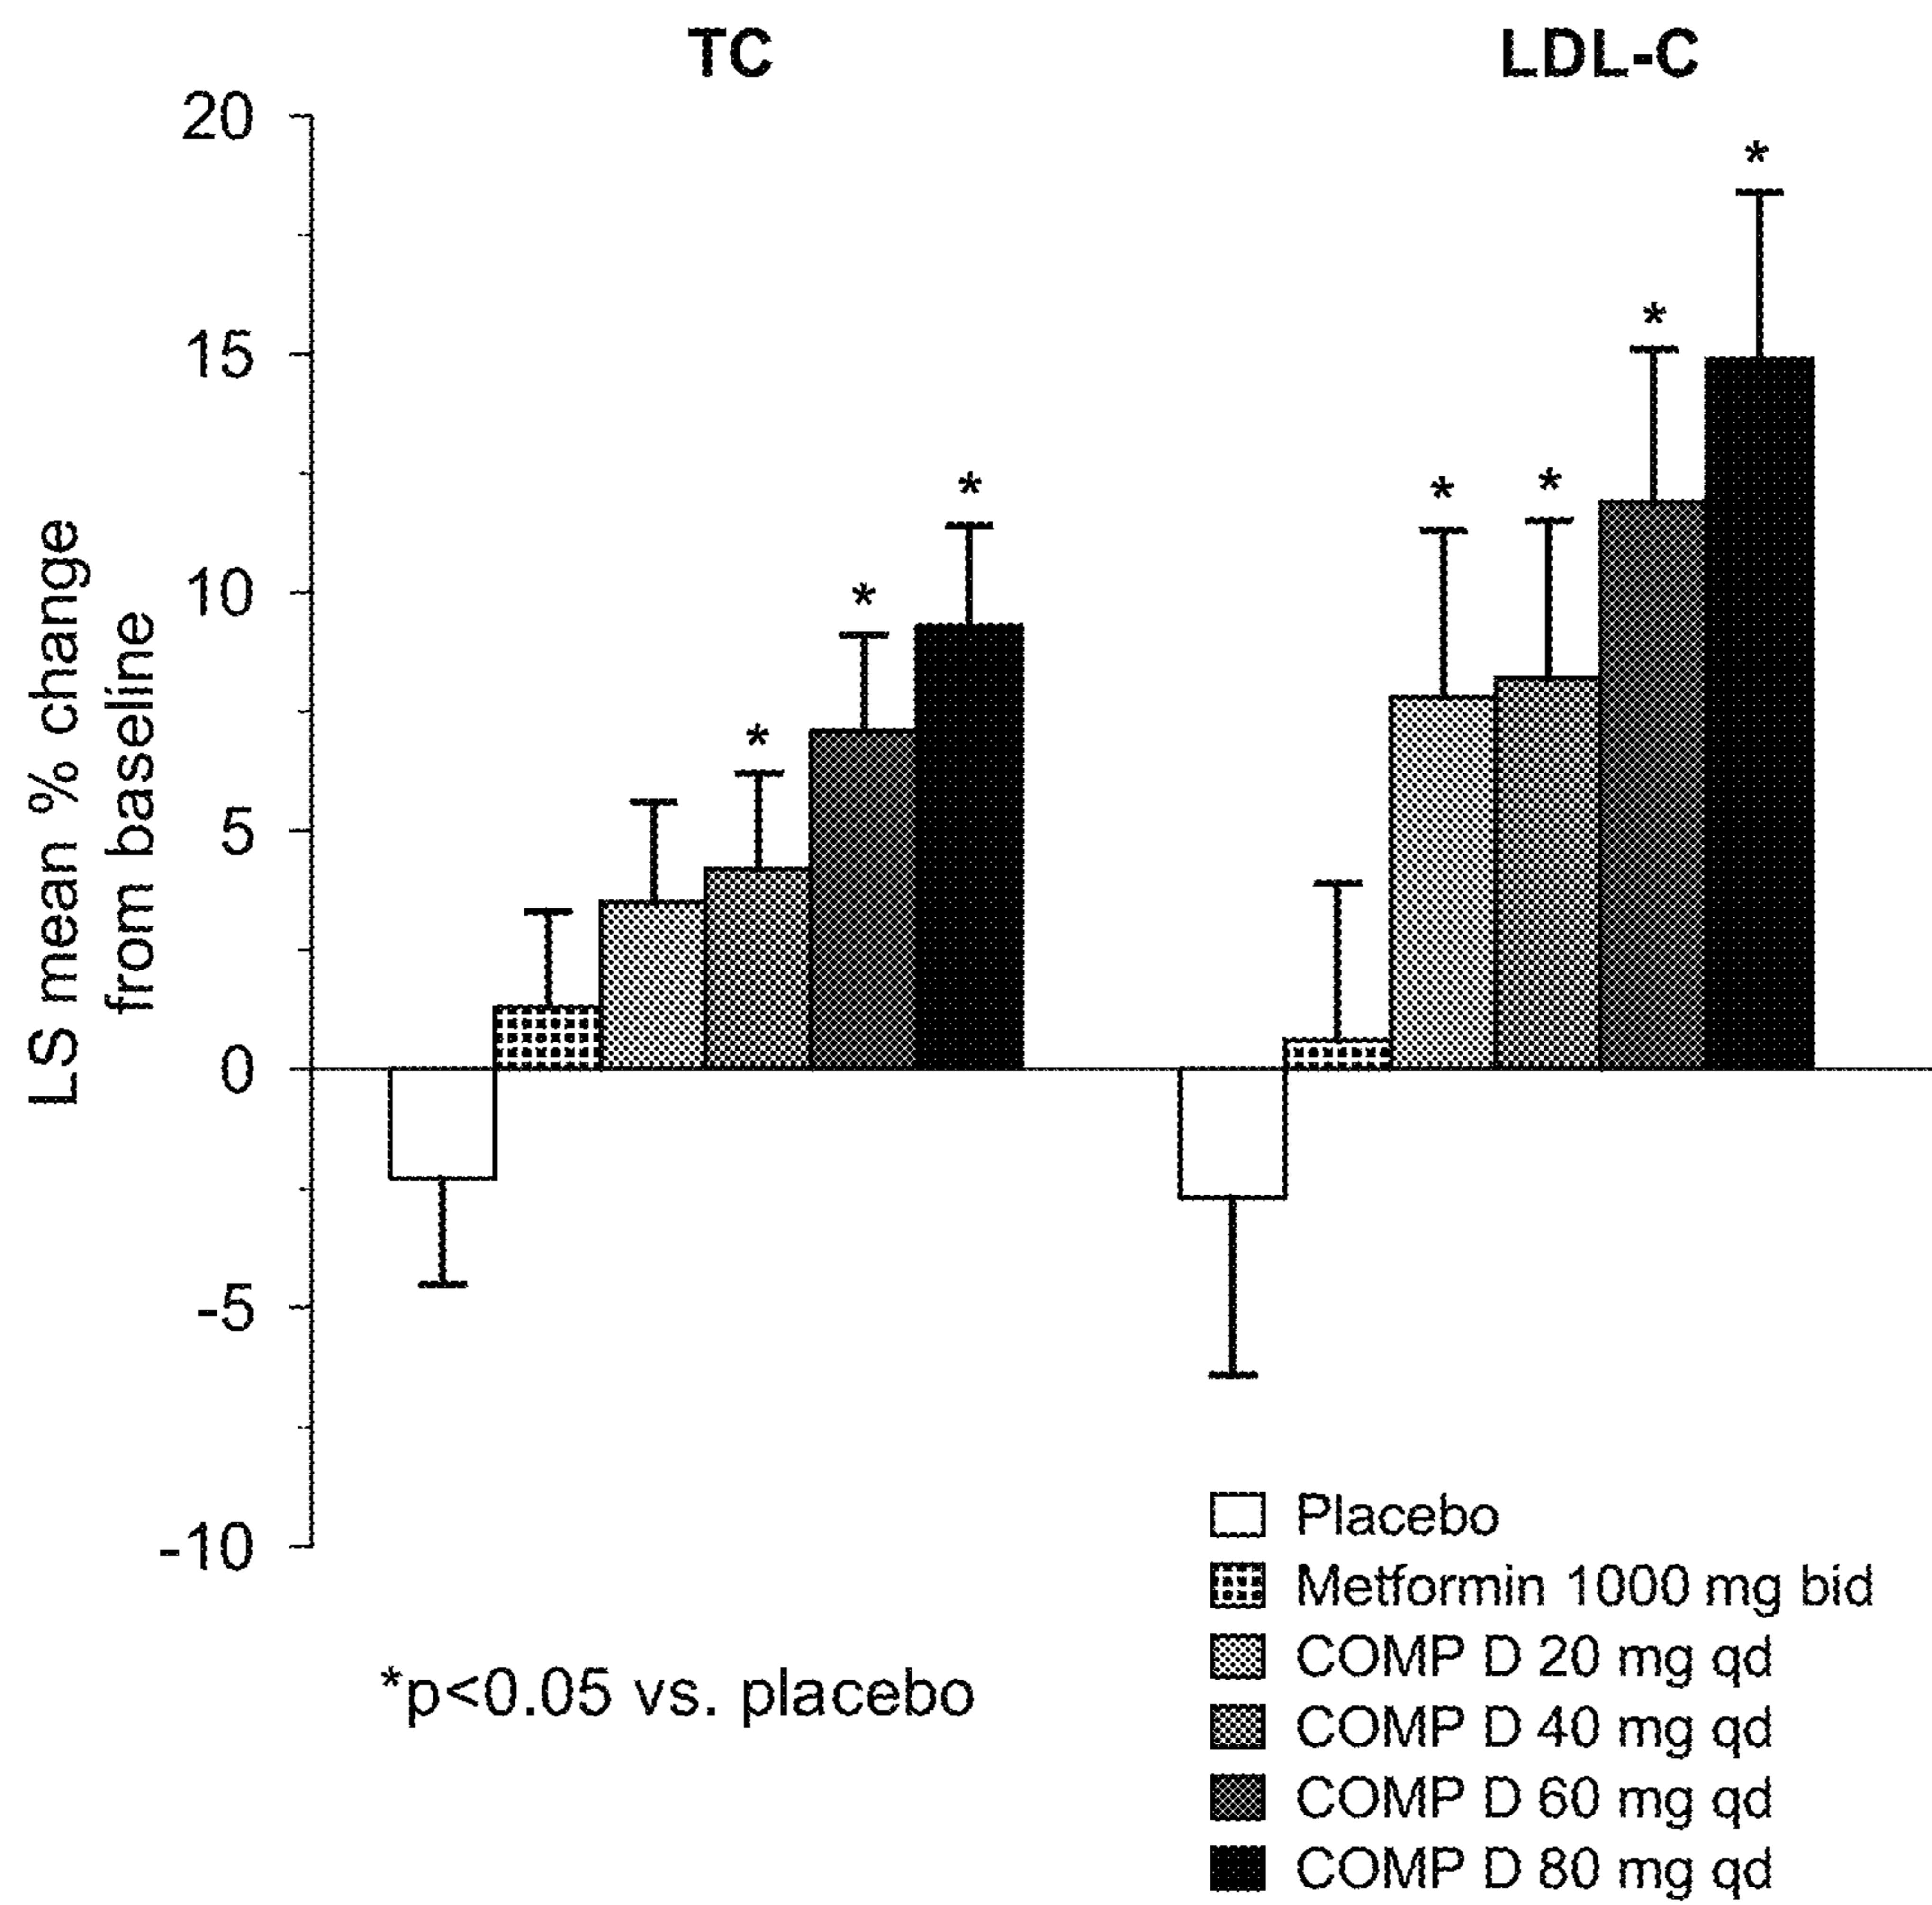 TC
LDL-C
20
15
10
5
0
-5
-10
LS mean % change
from baseline
*
*
*
*
*
*
*
*p<0.05 vs. placebo
Placebo
Metformin 1000 mg bid
COMP D 20 mg qd
COMP D 40 mg qd
COMP D 60 mg qd
COMP D 80 mg qd